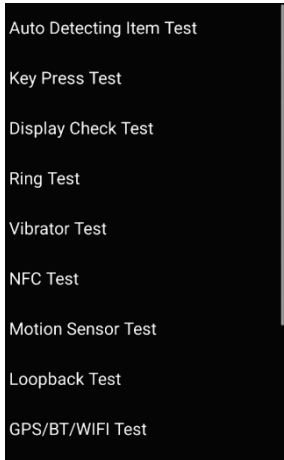 Auto Detecting Item Test
Key Press Test
Display Check Test
Ring Test
Vibrator Test
NFC Test
Motion Sensor Test
Loopback Test
GPS/BT/WIFI Test